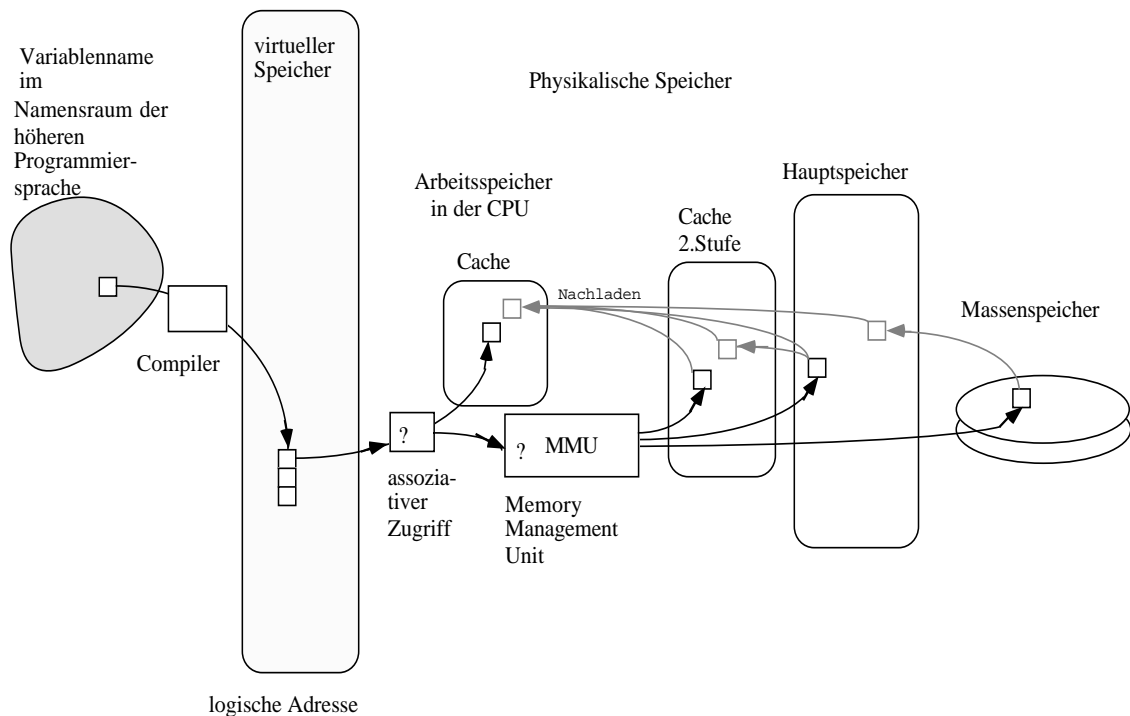 Variablenname
im
Namensraum der
höheren
Programmier-
sprache
Compiler
virtueller
Speicher
logische Adresse
Physikalische Speicher
Arbeitsspeicher
in der CPU
Cache
Nachladen
?
assozia-
tiver
Zugriff
? MMU
Memory
Management
Unit
Cache
2.Stufe
Hauptspeicher
Massenspeicher